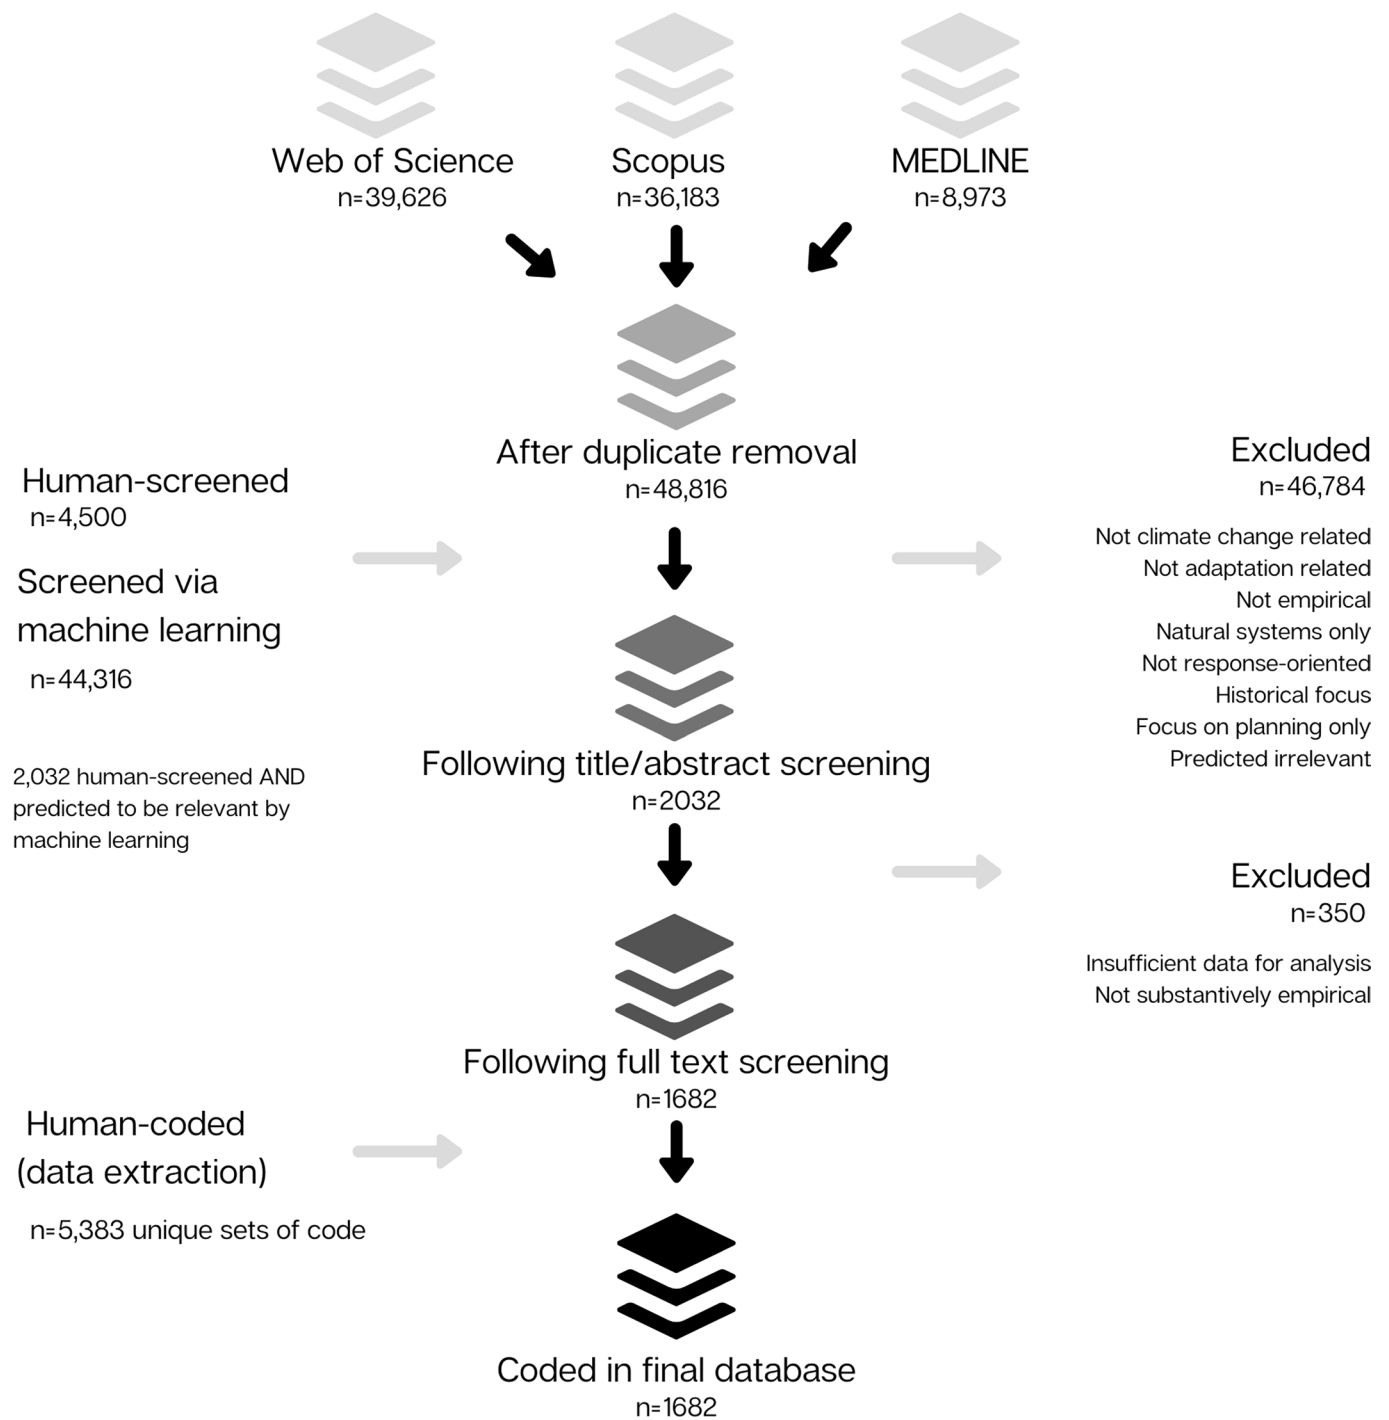 Web of Science
n=39,626
Scopus
n=36,183
MEDLINE
n=8,973
After duplicate removal
n=48,816
Human-screened
n=4,500
Screened via
machine learning
n=44,316
Excluded
n=46,784
Not climate change related
Not adaptation related
Not empirical
Natural systems only
Not response-oriented
Historical focus
Focus on planning only
Predicted irrelevant
2,032 human-screened AND
predicted to be relevant by
machine learning
Following title/abstract screening
n=2032
Excluded
n=350
Insufficient data for analysis
Not substantively empirical
Following full text screening
n=1682
Human-coded
(data extraction)
n=5,383 unique sets of code
Coded in final database
n=1682